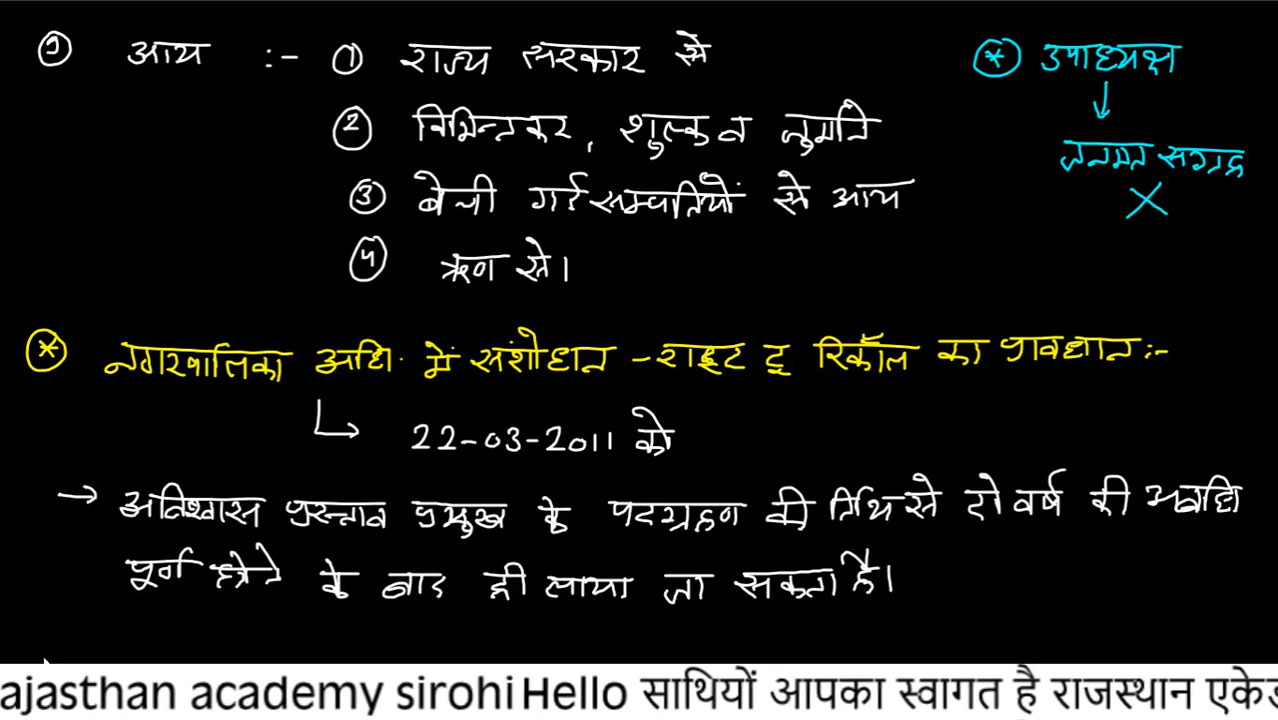 9 आय :- 1 राज्य सरकार से
2 विभिन्न कर, शुल्क व जुर्माने
3 बेची गई सम्पतियों से आय
4 ऋण से।
* उपाध्यक्ष
↓
जनमत संग्रह
X
* नगरपालिका अधि. में संशोधन - राइट टू रिकॉल का प्रावधान :-
↳ 22-03-2011 को
→ अविश्वास प्रस्ताव प्रमुख के पदग्रहण की तिथि से दो वर्ष की अवधि
पूर्ण होने के बाद ही लाया जा सकता है।
ajasthan academy sirohi Hello साथियों आपका स्वागत है राजस्थान एकेड